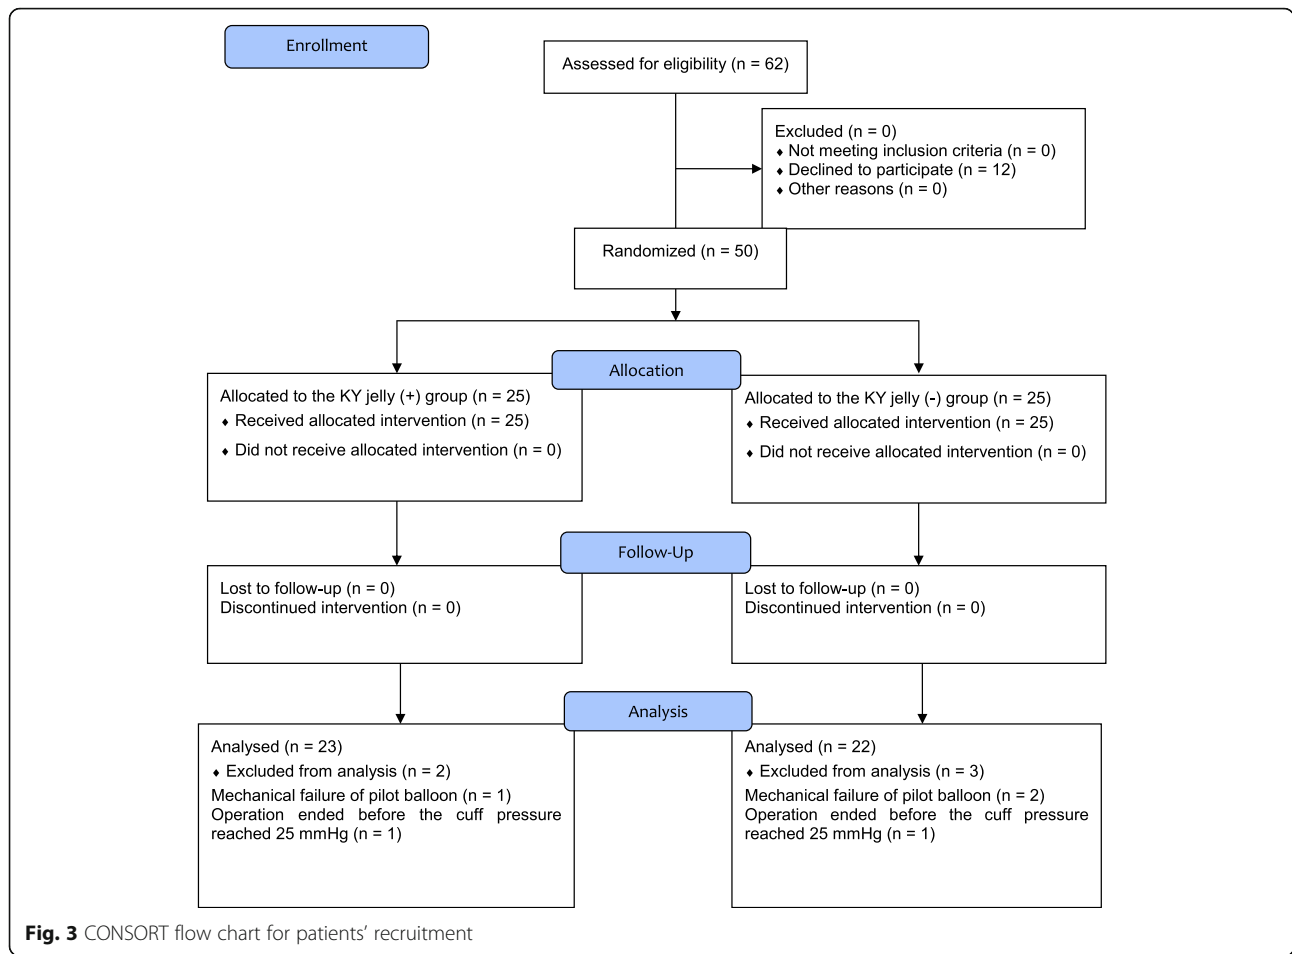 Enrollment
Assessed for eligibility (n = 62)
Excluded (n = 0)
♦ Not meeting inclusion criteria (n = 0)
♦ Declined to participate (n = 12)
♦ Other reasons (n = 0)
Randomized (n = 50)
Allocation
Allocated to the KY jelly (+) group (n = 25)
♦ Received allocated intervention (n = 25)
♦ Did not receive allocated intervention (n = 0)
Allocated to the KY jelly (-) group (n = 25)
♦ Received allocated intervention (n = 25)
♦ Did not receive allocated intervention (n = 0)
Follow-Up
Lost to follow-up (n = 0)
Discontinued intervention (n = 0)
Lost to follow-up (n = 0)
Discontinued intervention (n = 0)
Analysis
Analysed (n = 23)
♦ Excluded from analysis (n = 2)
Mechanical failure of pilot balloon (n = 1)
Operation ended before the cuff pressure
reached 25 mmHg (n = 1)
Analysed (n = 22)
♦ Excluded from analysis (n = 3)
Mechanical failure of pilot balloon (n = 2)
Operation ended before the cuff pressure
reached 25 mmHg (n = 1)
Fig. 3 CONSORT flow chart for patients' recruitment